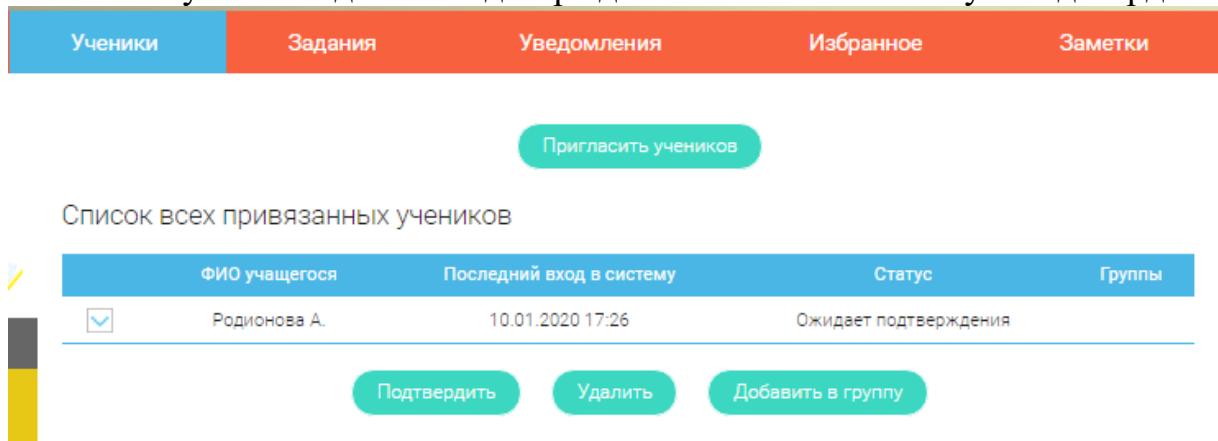 Ученики Задания Уведомления Избранное Заметки
Пригласить учеников
Список всех привязанных учеников
ФИО учащегося Последний вход в систему Статус Группы
Родионова А. 10.01.2020 17:26 Ожидает подтверждения
Подтвердить Удалить Добавить в группу